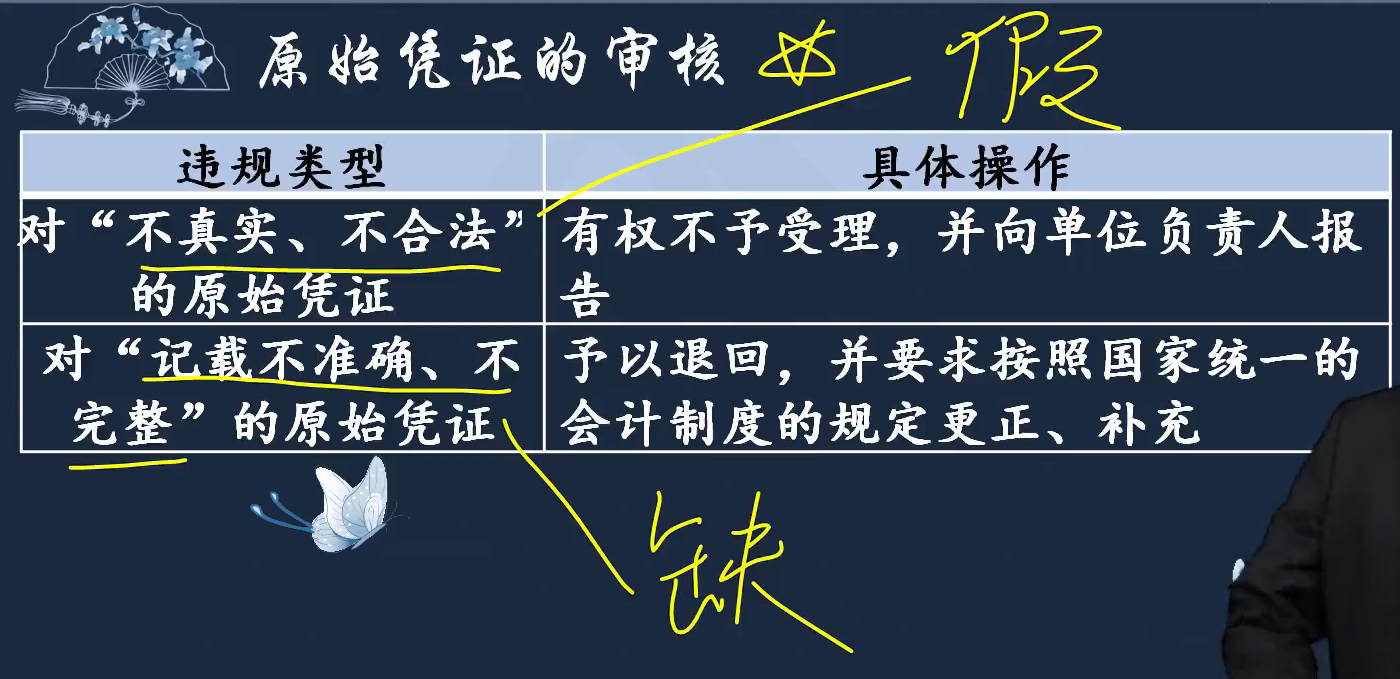 原始凭证的审核 假
违规类型 具体操作
对“不真实、不合法” 有权不予受理，并向单位负责人报
的原始凭证 告
对“记载不准确、不 予以退回，并要求按照国家统一的
完整”的原始凭证 会计制度的规定更正、补充
缺